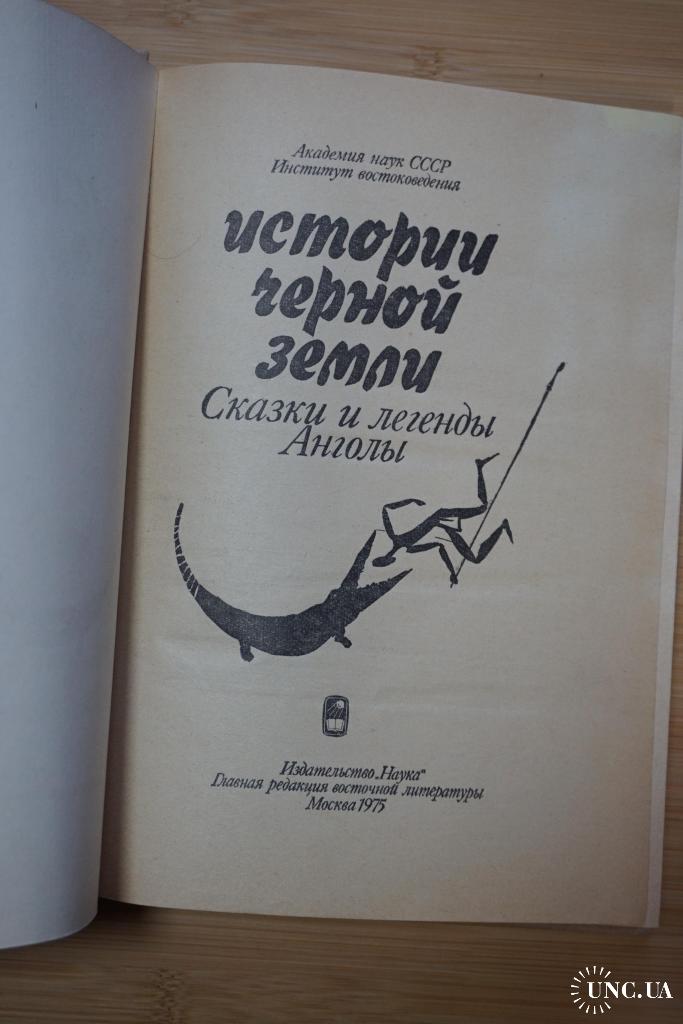 Академия наук СССР
Институт востоковедения
истории
черной
земли
Сказки и легенды
Анголы
Издательство „Наука“
Главная редакция восточной литературы
Москва 1975
UNC.UA